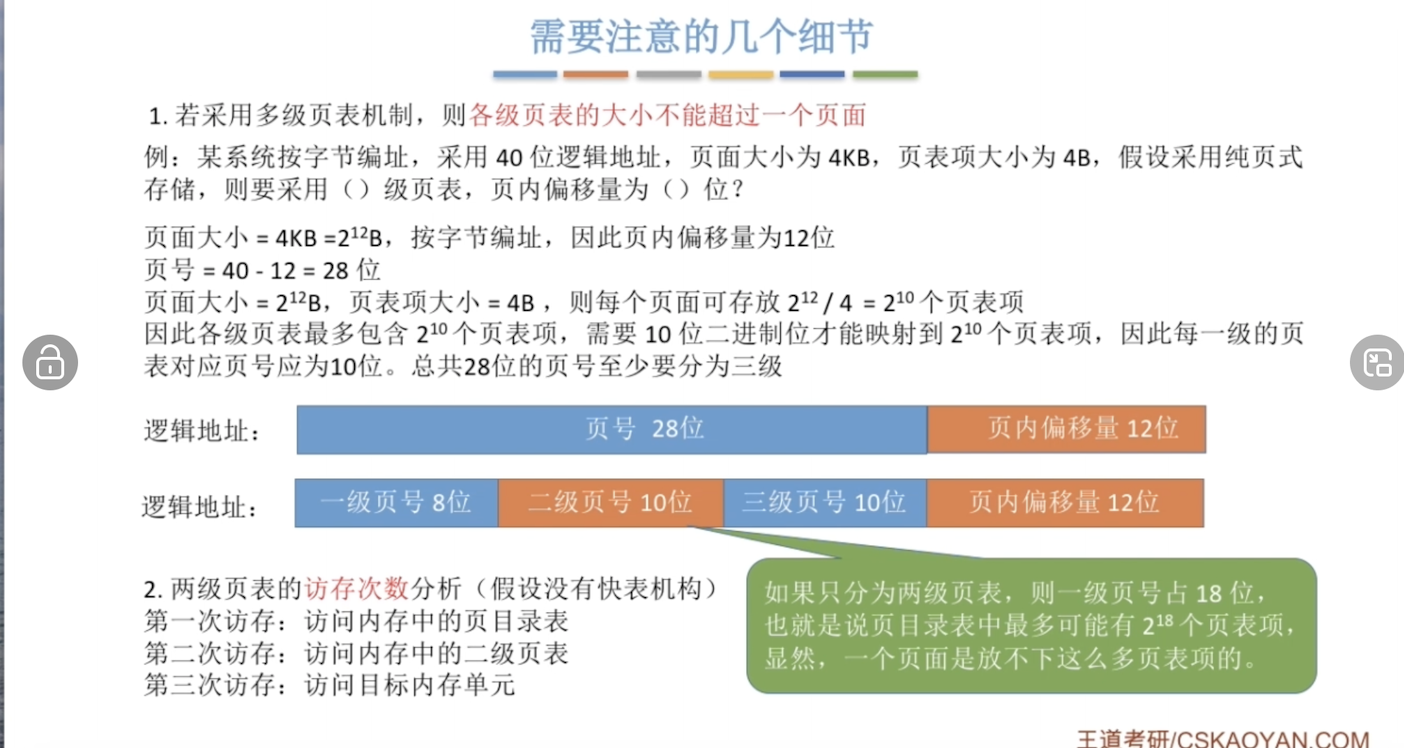 需要注意的几个细节
1. 若采用多级页表机制，则各级页表的大小不能超过一个页面
例：某系统按字节编址，采用 40 位逻辑地址，页面大小为 4KB，页表项大小为 4B，假设采用纯页式
存储，则要采用（）级页表，页内偏移量为（）位？
页面大小 = 4KB =2¹²B，按字节编址，因此页内偏移量为12位
页号 = 40 - 12 = 28 位
页面大小 = 2¹²B，页表项大小 = 4B ，则每个页面可存放 2¹² / 4 = 2¹⁰ 个页表项
因此各级页表最多包含 2¹⁰ 个页表项，需要 10 位二进制位才能映射到 2¹⁰ 个页表项，因此每一级的页
表对应页号应为10位。总共28位的页号至少要分为三级
逻辑地址： 页号 28位 页内偏移量 12位
逻辑地址： 一级页号 8位 二级页号 10位 三级页号 10位 页内偏移量 12位
2. 两级页表的访存次数分析（假设没有快表机构）
第一次访存：访问内存中的页目录表
第二次访存：访问内存中的二级页表
第三次访存：访问目标内存单元
如果只分为两级页表，则一级页号占 18 位，
也就是说页目录表中最多可能有 2¹⁸ 个页表项，
显然，一个页面是放不下这么多页表项的。
王道考研/CSKAOYAN.COM